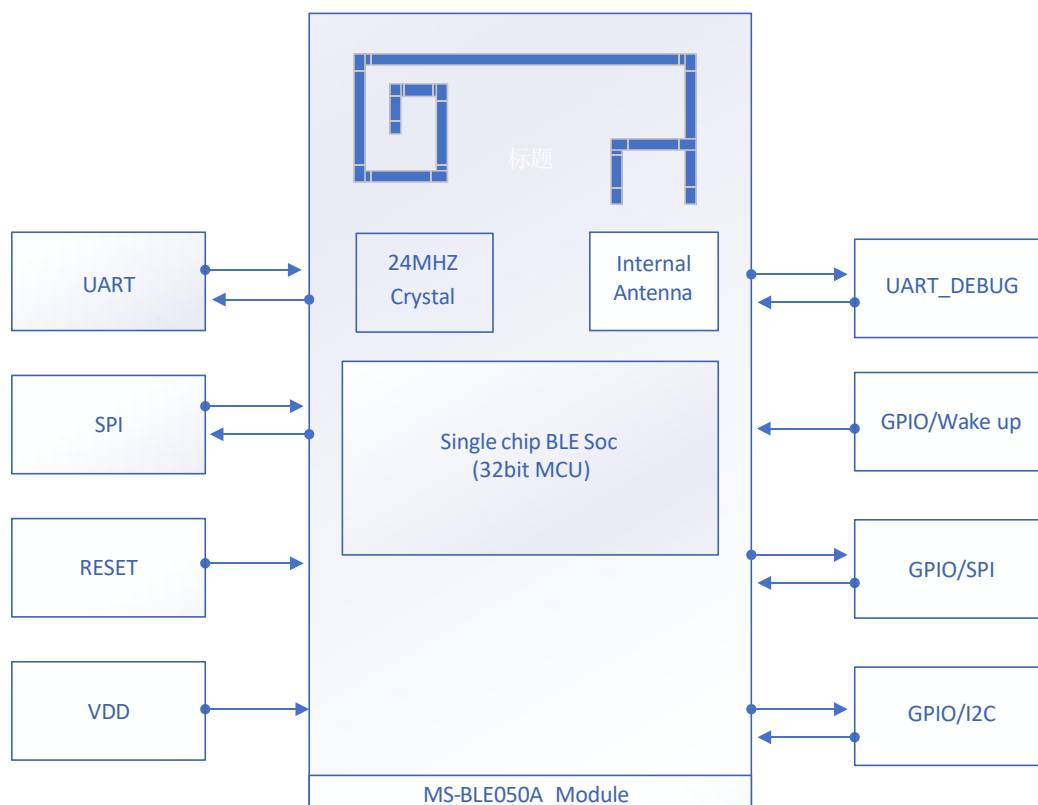 标题
UART
24MHZ
Crystal
Internal
Antenna
UART_DEBUG
SPI
Single chip BLE Soc
(32bit MCU)
GPIO/Wake up
RESET
GPIO/SPI
VDD
GPIO/I2C
MS-BLE050A Module